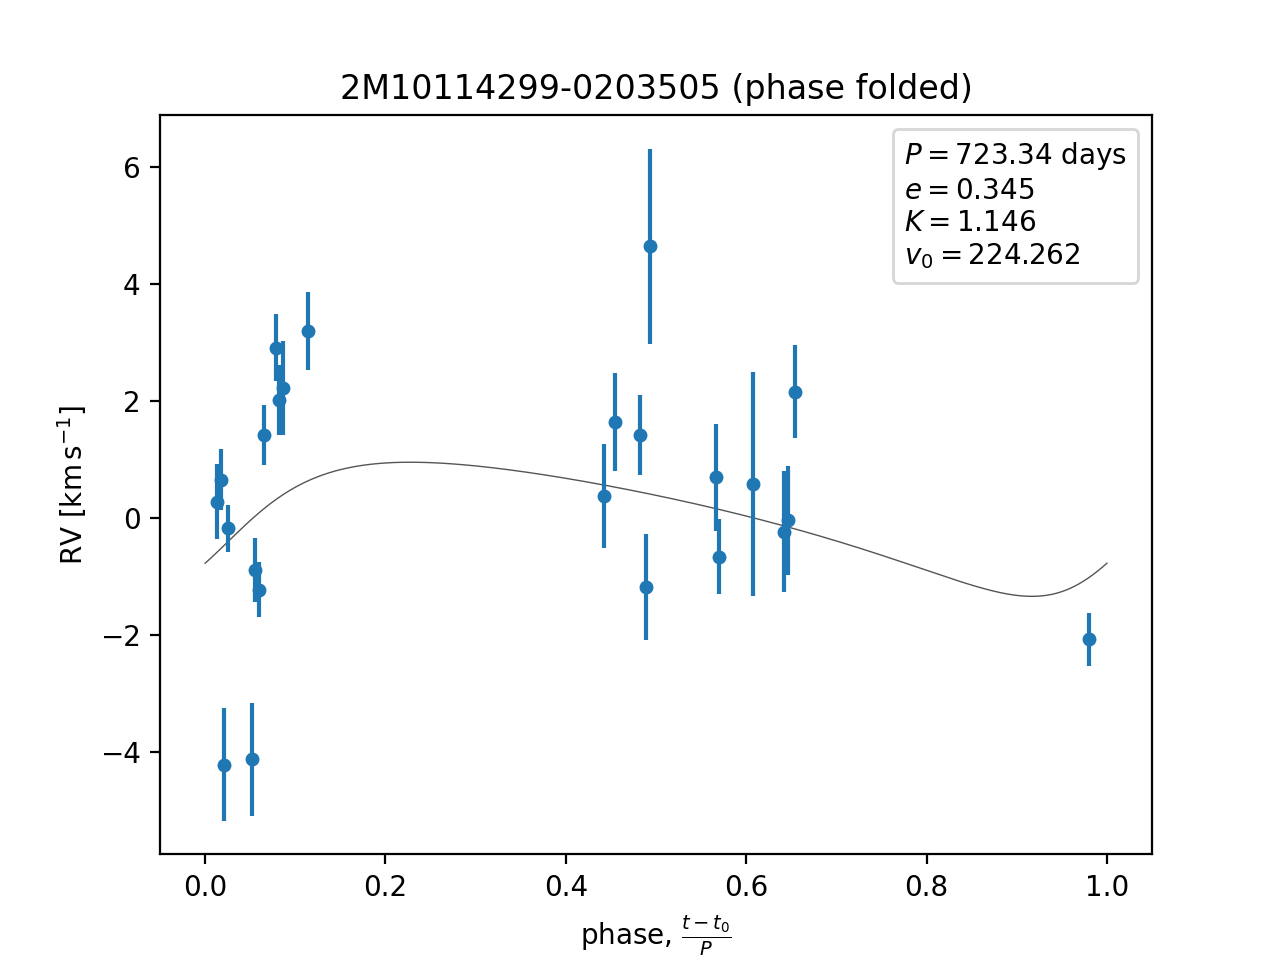 2M10114299-0203505 (phase folded)
P = 723.34 days
e = 0.345
K = 1.146
v₀ = 224.262
RV [km s⁻¹]
6
4
2
0
−2
−4
0.0 0.2 0.4 0.6 0.8 1.0
phase, (t − t₀)/P